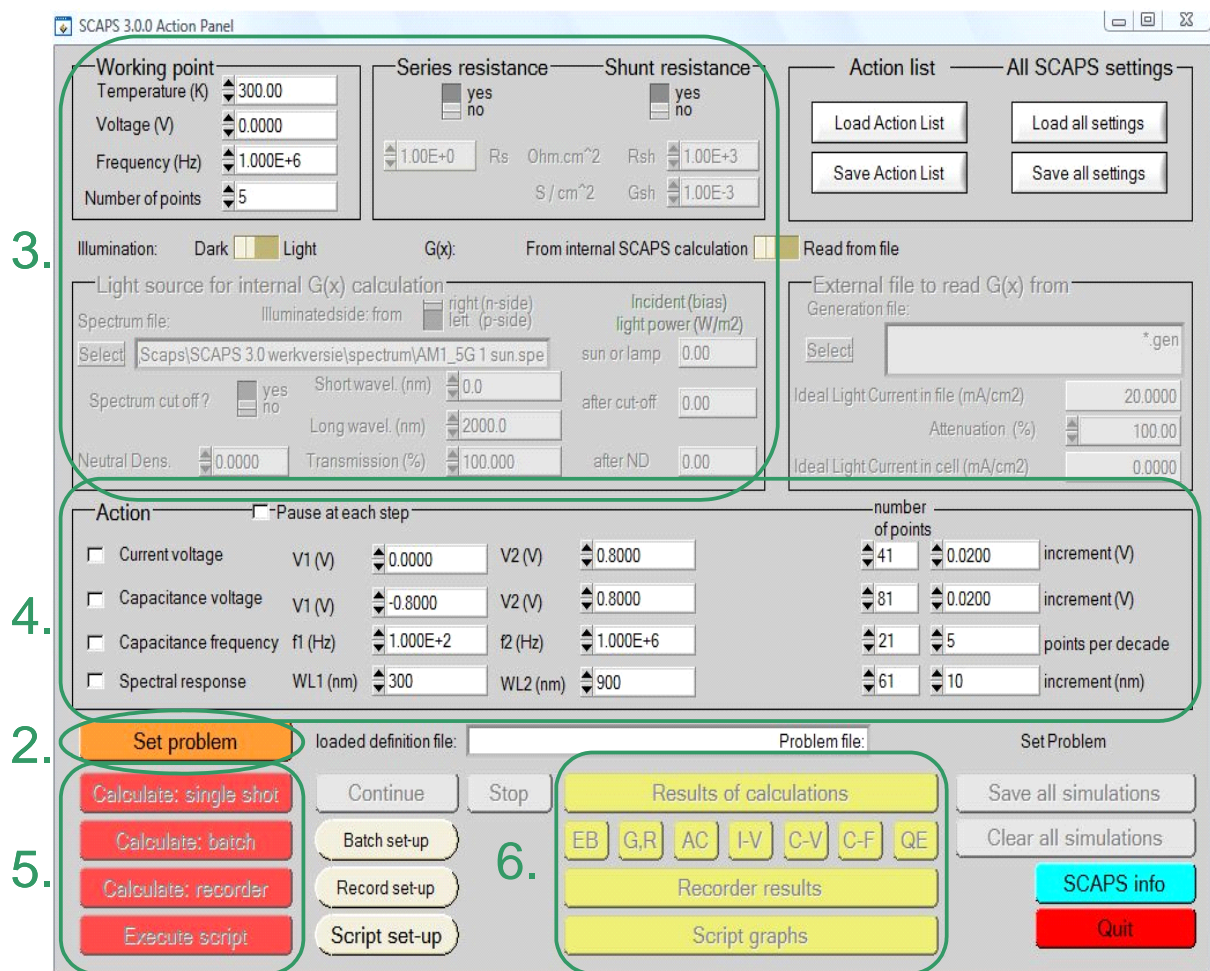 SCAPS 3.0.0 Action Panel
Working point
Series resistance
Shunt resistance
Action list
All SCAPS settings
Temperature (K) 300.00
yes
no
yes
no
Voltage (V) 0.0000
Load Action List
Load all settings
Frequency (Hz) 1.000E+6
1.00E+0 Rs Ohm.cm^2 Rsh 1.00E+3
Save Action List
Save all settings
Number of points 5
S / cm^2 Gsh 1.00E-3
3.
Illumination: Dark Light G(x): From internal SCAPS calculation Read from file
Light source for internal G(x) calculation
External file to read G(x) from
Spectrum file: Illuminatedside: from right (n-side)
left (p-side)
Incident (bias)
light power (W/m2)
Generation file:
Select Scaps\SCAPS 3.0 werkversie\spectrum\AM1_5G 1 sun.spe sun or lamp 0.00
Select *.gen
Spectrum cut off? yes
no
Short wavel. (nm) 0.0
after cut-off 0.00
Ideal Light Current in file (mA/cm2) 20.0000
Long wavel. (nm) 2000.0
Attenuation (%) 100.00
Neutral Dens. 0.0000 Transmission (%) 100.000 after ND 0.00
Ideal Light Current in cell (mA/cm2) 0.0000
4.
Action Pause at each step
number
of points
Current voltage V1 (V) 0.0000 V2 (V) 0.8000 41 0.0200 increment (V)
Capacitance voltage V1 (V) -0.8000 V2 (V) 0.8000 81 0.0200 increment (V)
Capacitance frequency f1 (Hz) 1.000E+2 f2 (Hz) 1.000E+6 21 5 points per decade
Spectral response WL1 (nm) 300 WL2 (nm) 900 61 10 increment (nm)
2.
Set problem loaded definition file: Problem file: Set Problem
5.
Calculate: single shot Continue Stop Results of calculations Save all simulations
Calculate: batch Batch set-up 6. EB G,R AC I-V C-V C-F QE Clear all simulations
Calculate: recorder Record set-up Recorder results SCAPS info
Execute script Script set-up Script graphs Quit